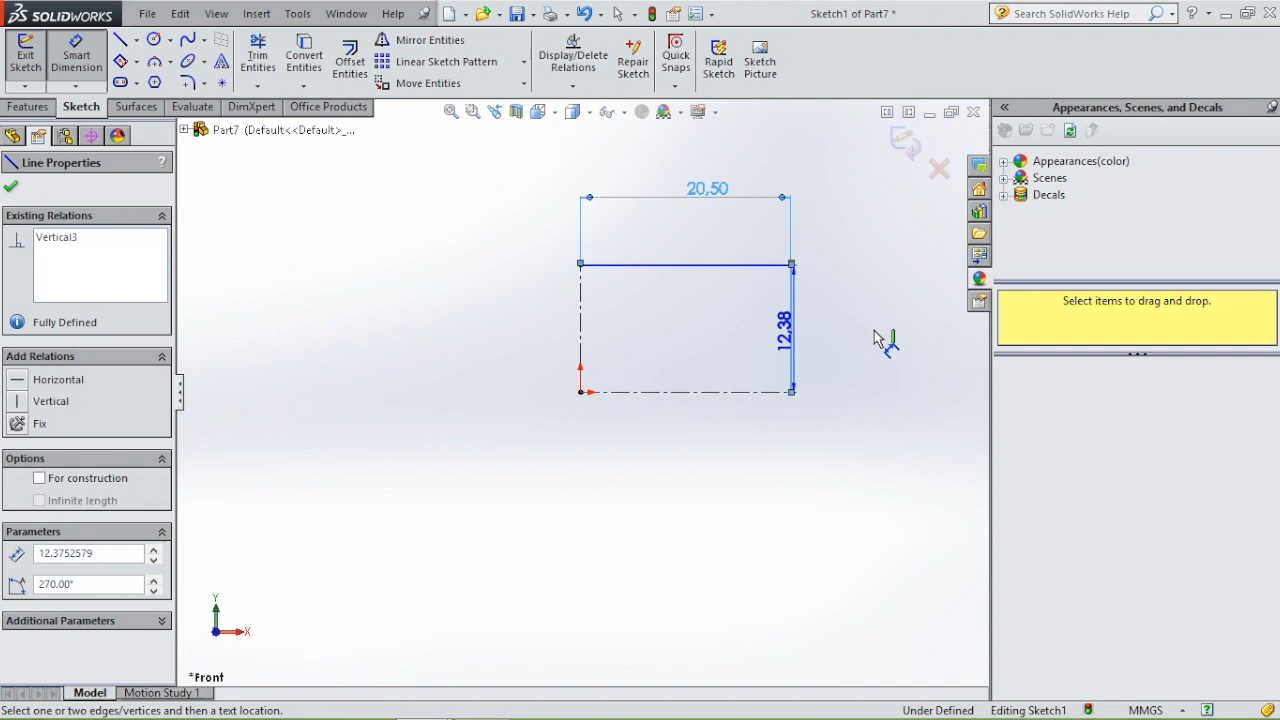 SOLIDWORKS File Edit View Insert Tools Window Help Sketch1 of Part7 * Search SolidWorks Help
Exit Sketch
Smart Dimension
Trim Entities
Convert Entities
Offset Entities
Mirror Entities
Linear Sketch Pattern
Move Entities
Display/Delete Relations
Repair Sketch
Quick Snaps
Rapid Sketch
Sketch Picture
Features Sketch Surfaces Evaluate DimXpert Office Products
Part7 (Default<<Default>_...
Line Properties
Existing Relations
Vertical3
Fully Defined
Add Relations
Horizontal
Vertical
Fix
Options
For construction
Infinite length
Parameters
12.3752579
270.00°
Additional Parameters
20,50
12,38
Y
X
*Front
Appearances, Scenes, and Decals
Appearances(color)
Scenes
Decals
Select items to drag and drop.
Model Motion Study 1
Select one or two edges/vertices and then a text location. Under Defined Editing Sketch1 MMGS